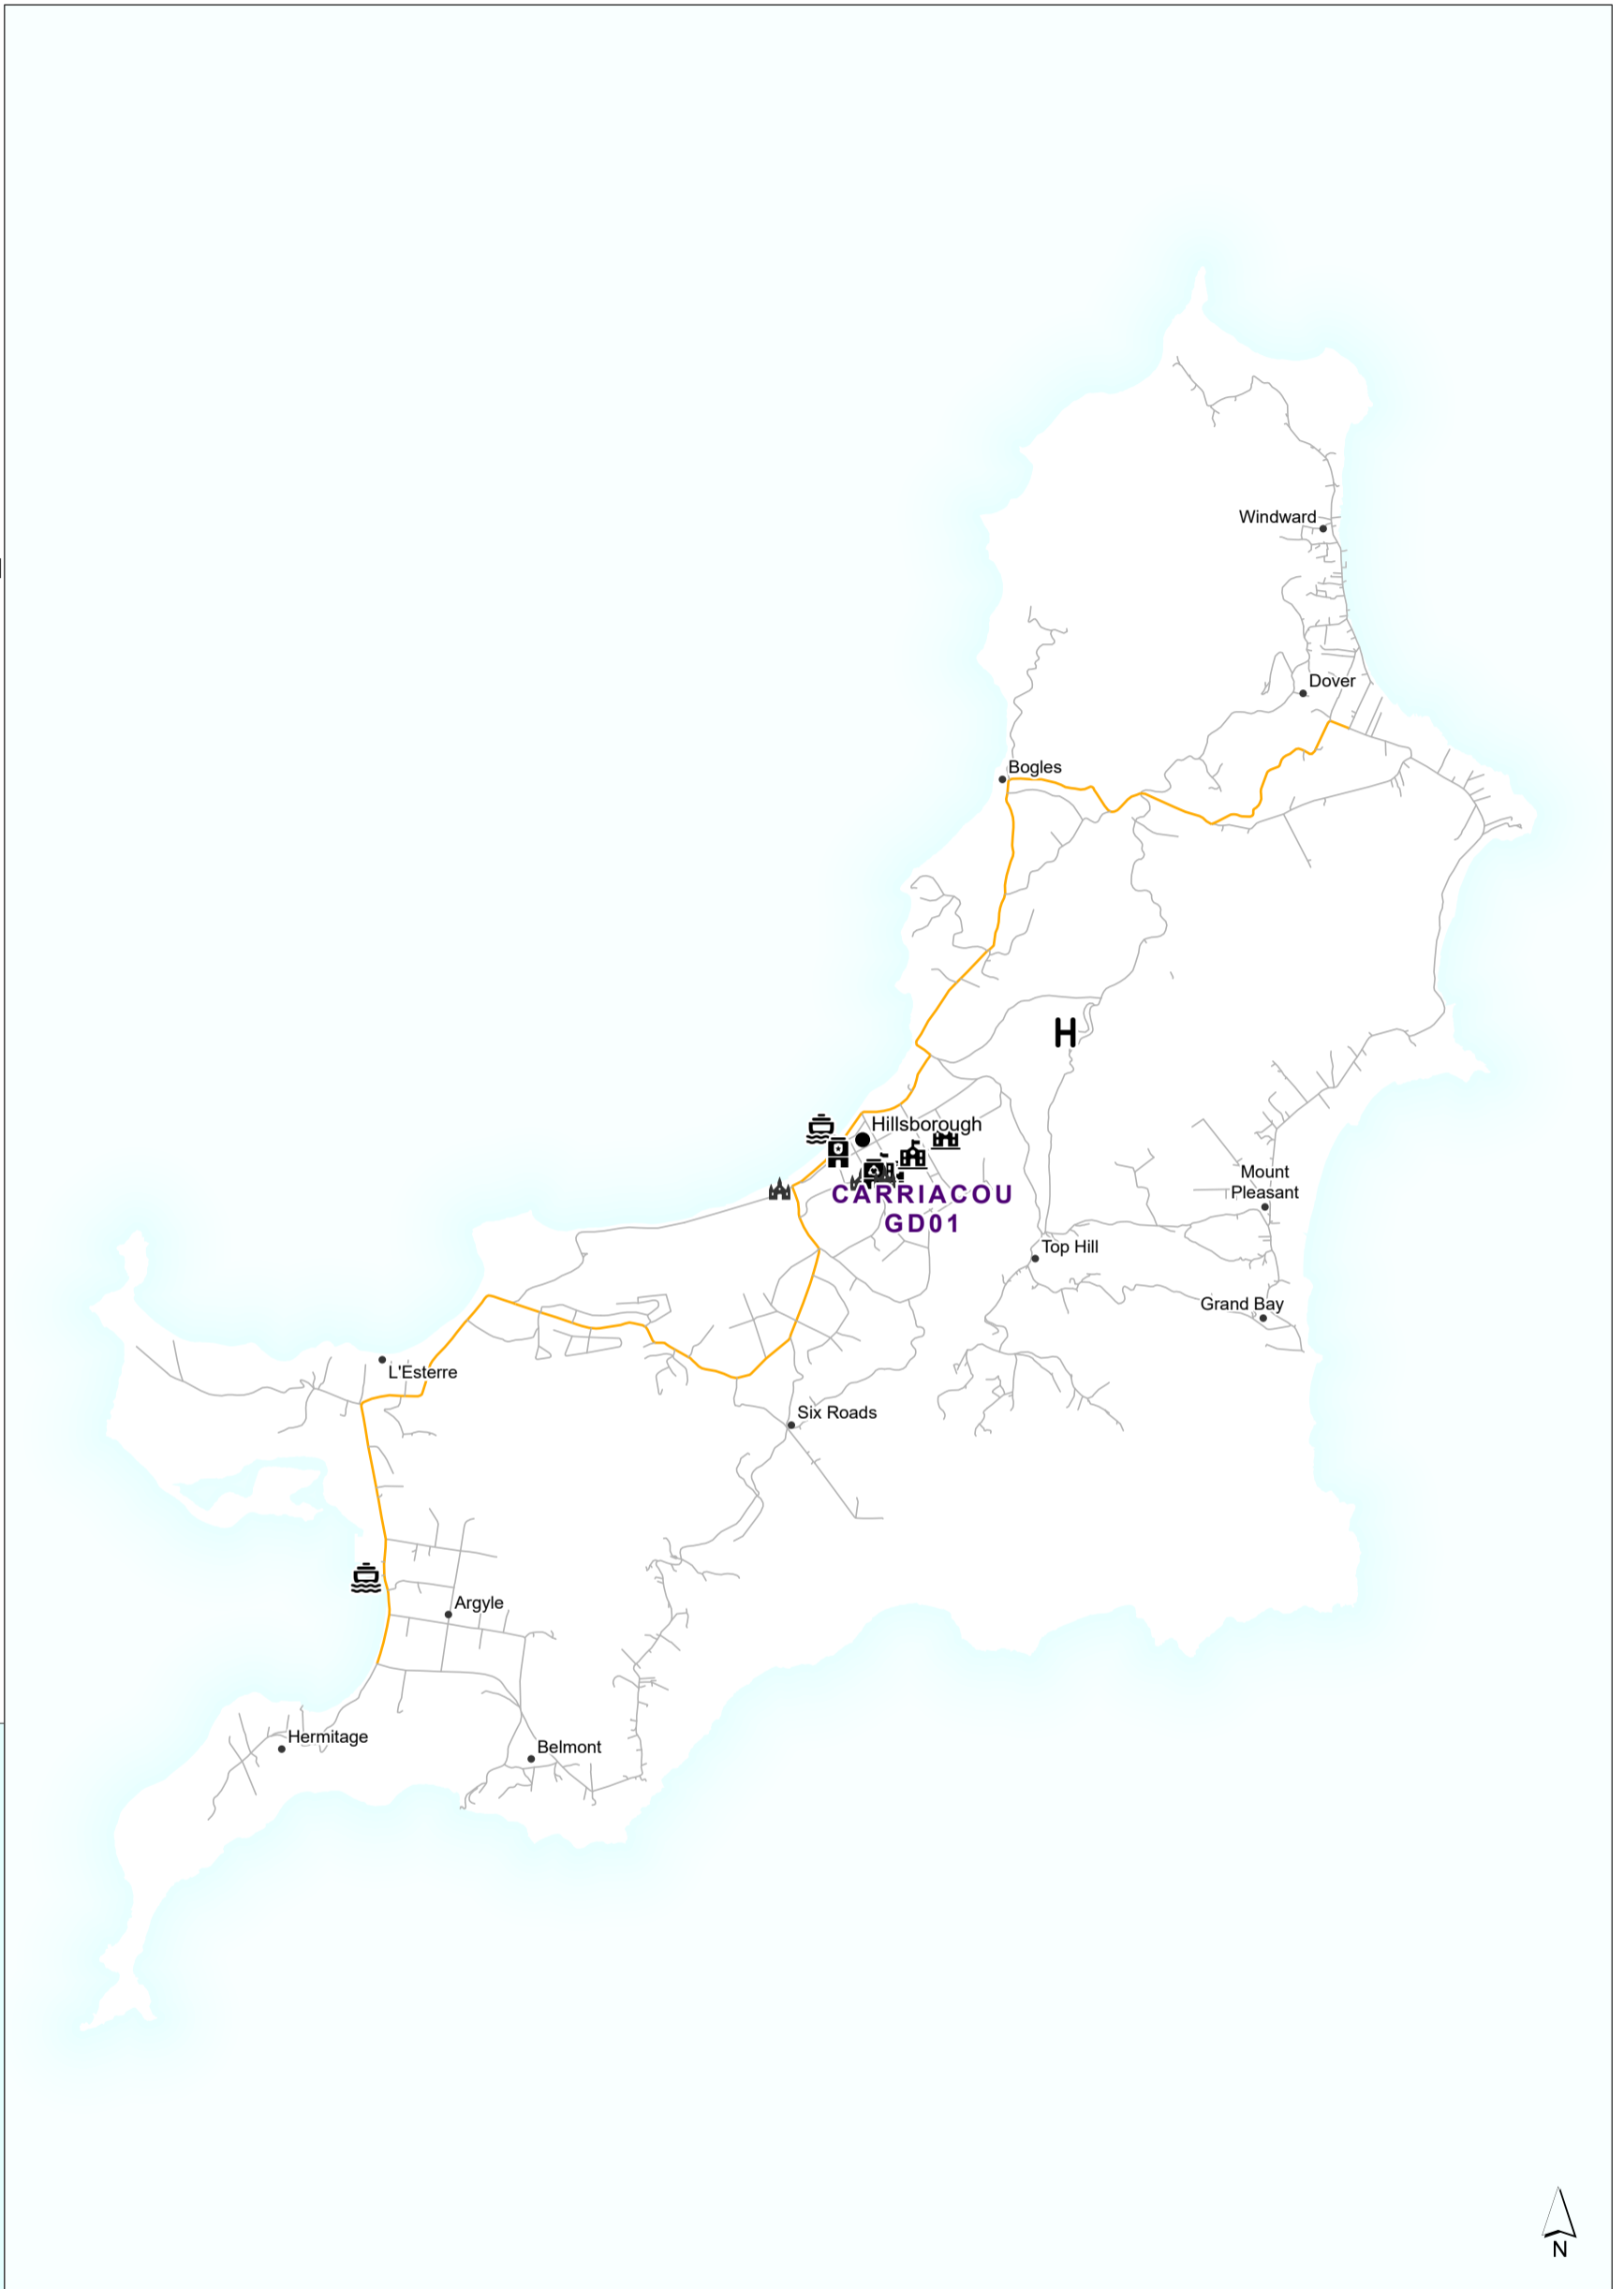 Windward
Dover
Bogles
H
Hillsborough
CARRIACOU
GD01
Mount
Pleasant
Top Hill
Grand Bay
L'Esterre
Six Roads
Argyle
Hermitage
Belmont
N